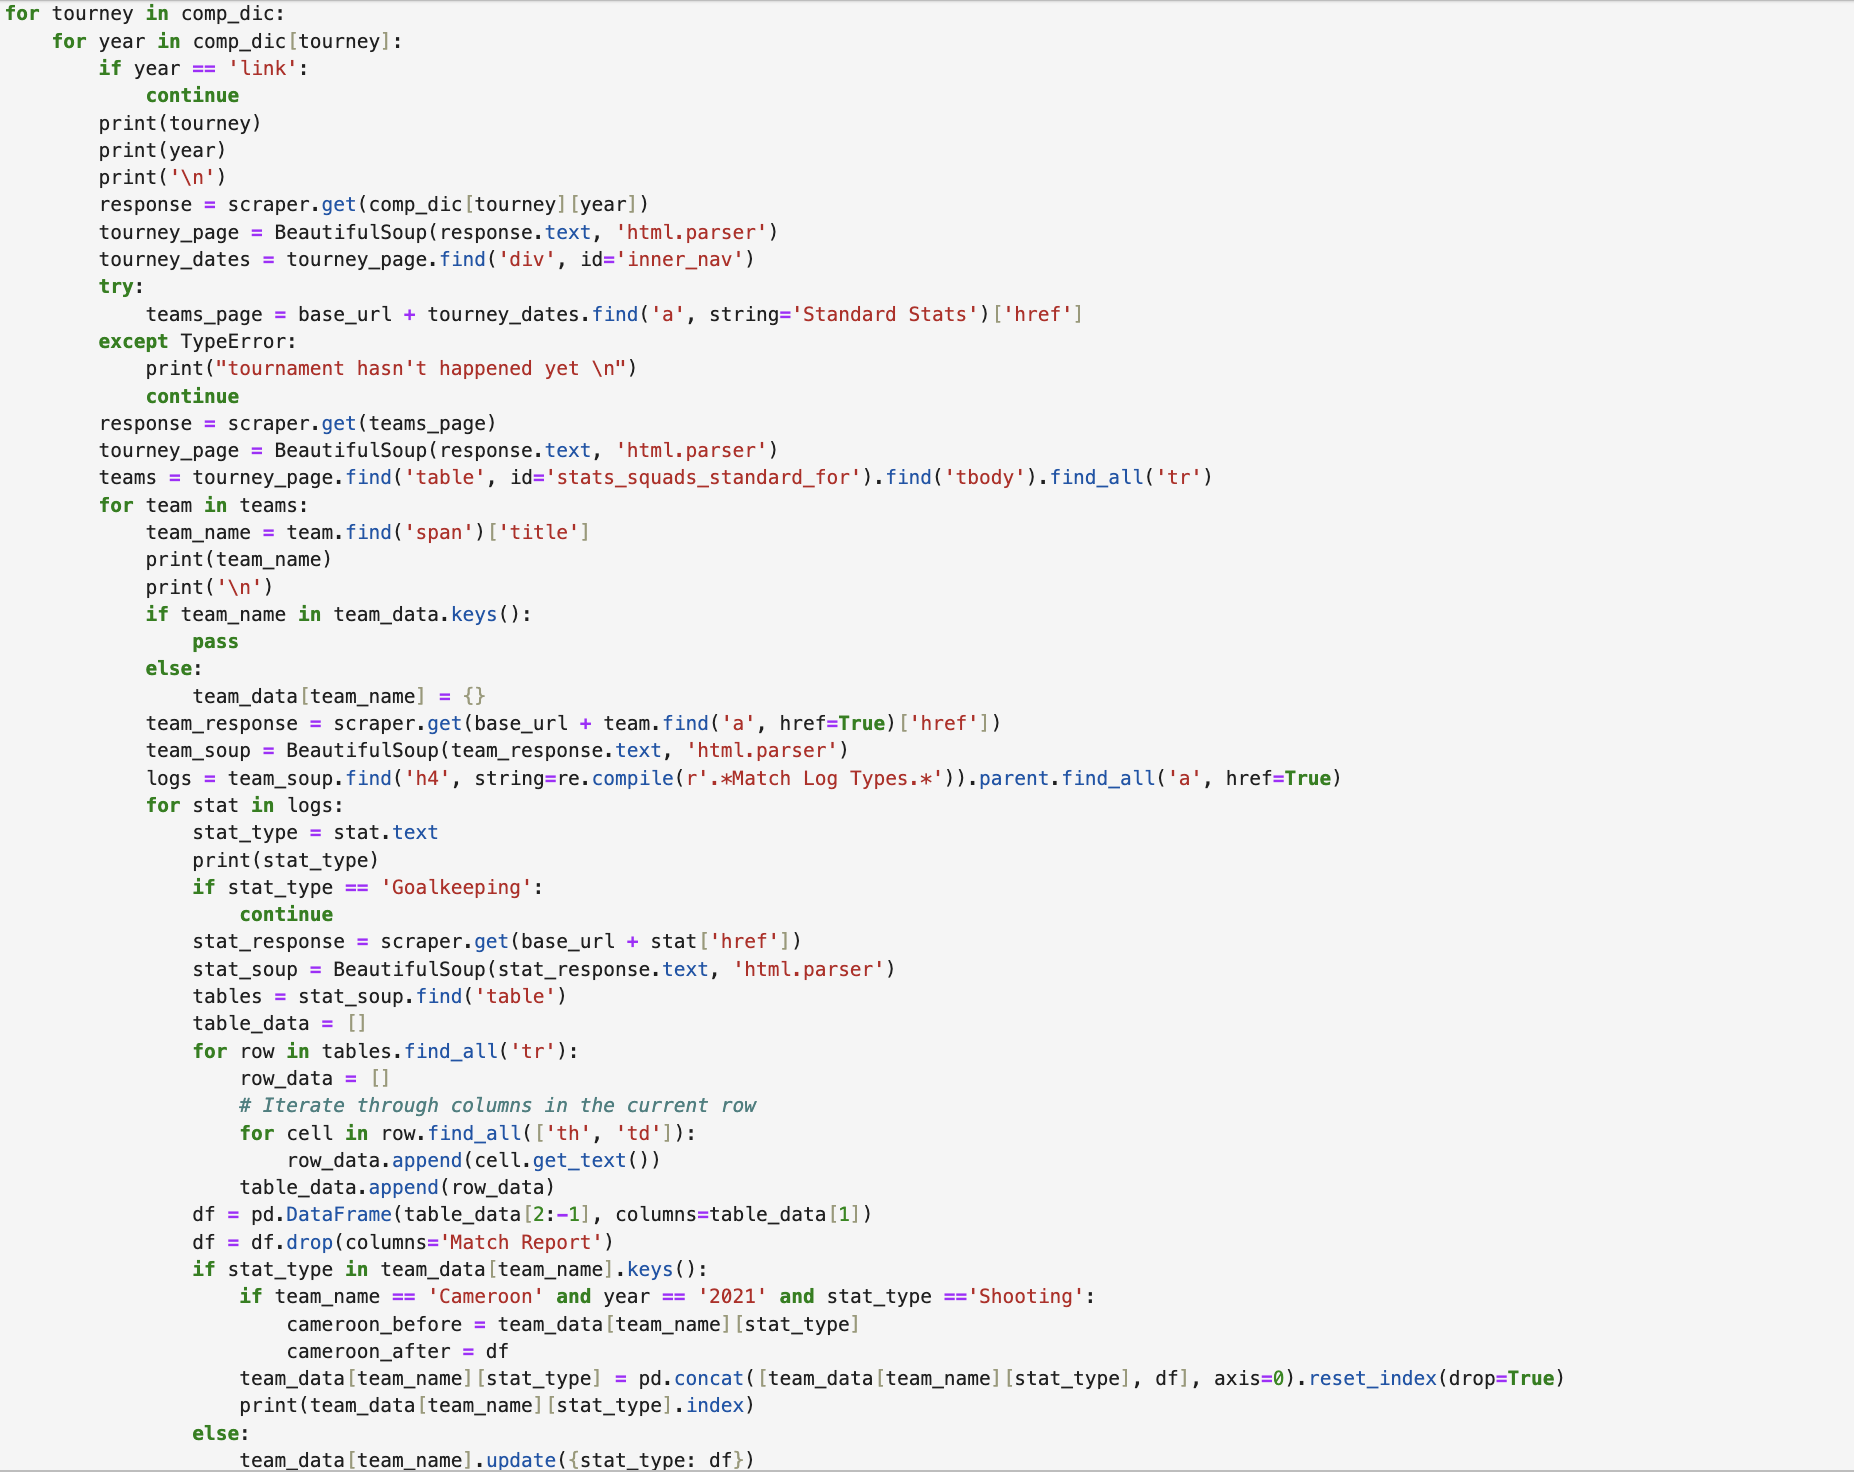 for tourney in comp_dic:
    for year in comp_dic[tourney]:
        if year == 'link':
            continue
        print(tourney)
        print(year)
        print('\n')
        response = scraper.get(comp_dic[tourney][year])
        tourney_page = BeautifulSoup(response.text, 'html.parser')
        tourney_dates = tourney_page.find('div', id='inner_nav')
        try:
            teams_page = base_url + tourney_dates.find('a', string='Standard Stats')['href']
        except TypeError:
            print("tournament hasn't happened yet \n")
            continue
        response = scraper.get(teams_page)
        tourney_page = BeautifulSoup(response.text, 'html.parser')
        teams = tourney_page.find('table', id='stats_squads_standard_for').find('tbody').find_all('tr')
        for team in teams:
            team_name = team.find('span')['title']
            print(team_name)
            print('\n')
            if team_name in team_data.keys():
                pass
            else:
                team_data[team_name] = {}
            team_response = scraper.get(base_url + team.find('a', href=True)['href'])
            team_soup = BeautifulSoup(team_response.text, 'html.parser')
            logs = team_soup.find('h4', string=re.compile(r'.*Match Log Types.*')).parent.find_all('a', href=True)
            for stat in logs:
                stat_type = stat.text
                print(stat_type)
                if stat_type == 'Goalkeeping':
                    continue
                stat_response = scraper.get(base_url + stat['href'])
                stat_soup = BeautifulSoup(stat_response.text, 'html.parser')
                tables = stat_soup.find('table')
                table_data = []
                for row in tables.find_all('tr'):
                    row_data = []
                    # Iterate through columns in the current row
                    for cell in row.find_all(['th', 'td']):
                        row_data.append(cell.get_text())
                    table_data.append(row_data)
                df = pd.DataFrame(table_data[2:-1], columns=table_data[1])
                df = df.drop(columns='Match Report')
                if stat_type in team_data[team_name].keys():
                    if team_name == 'Cameroon' and year == '2021' and stat_type =='Shooting':
                        cameroon_before = team_data[team_name][stat_type]
                        cameroon_after = df
                    team_data[team_name][stat_type] = pd.concat([team_data[team_name][stat_type], df], axis=0).reset_index(drop=True)
                    print(team_data[team_name][stat_type].index)
                else:
                    team_data[team_name].update({stat_type: df})